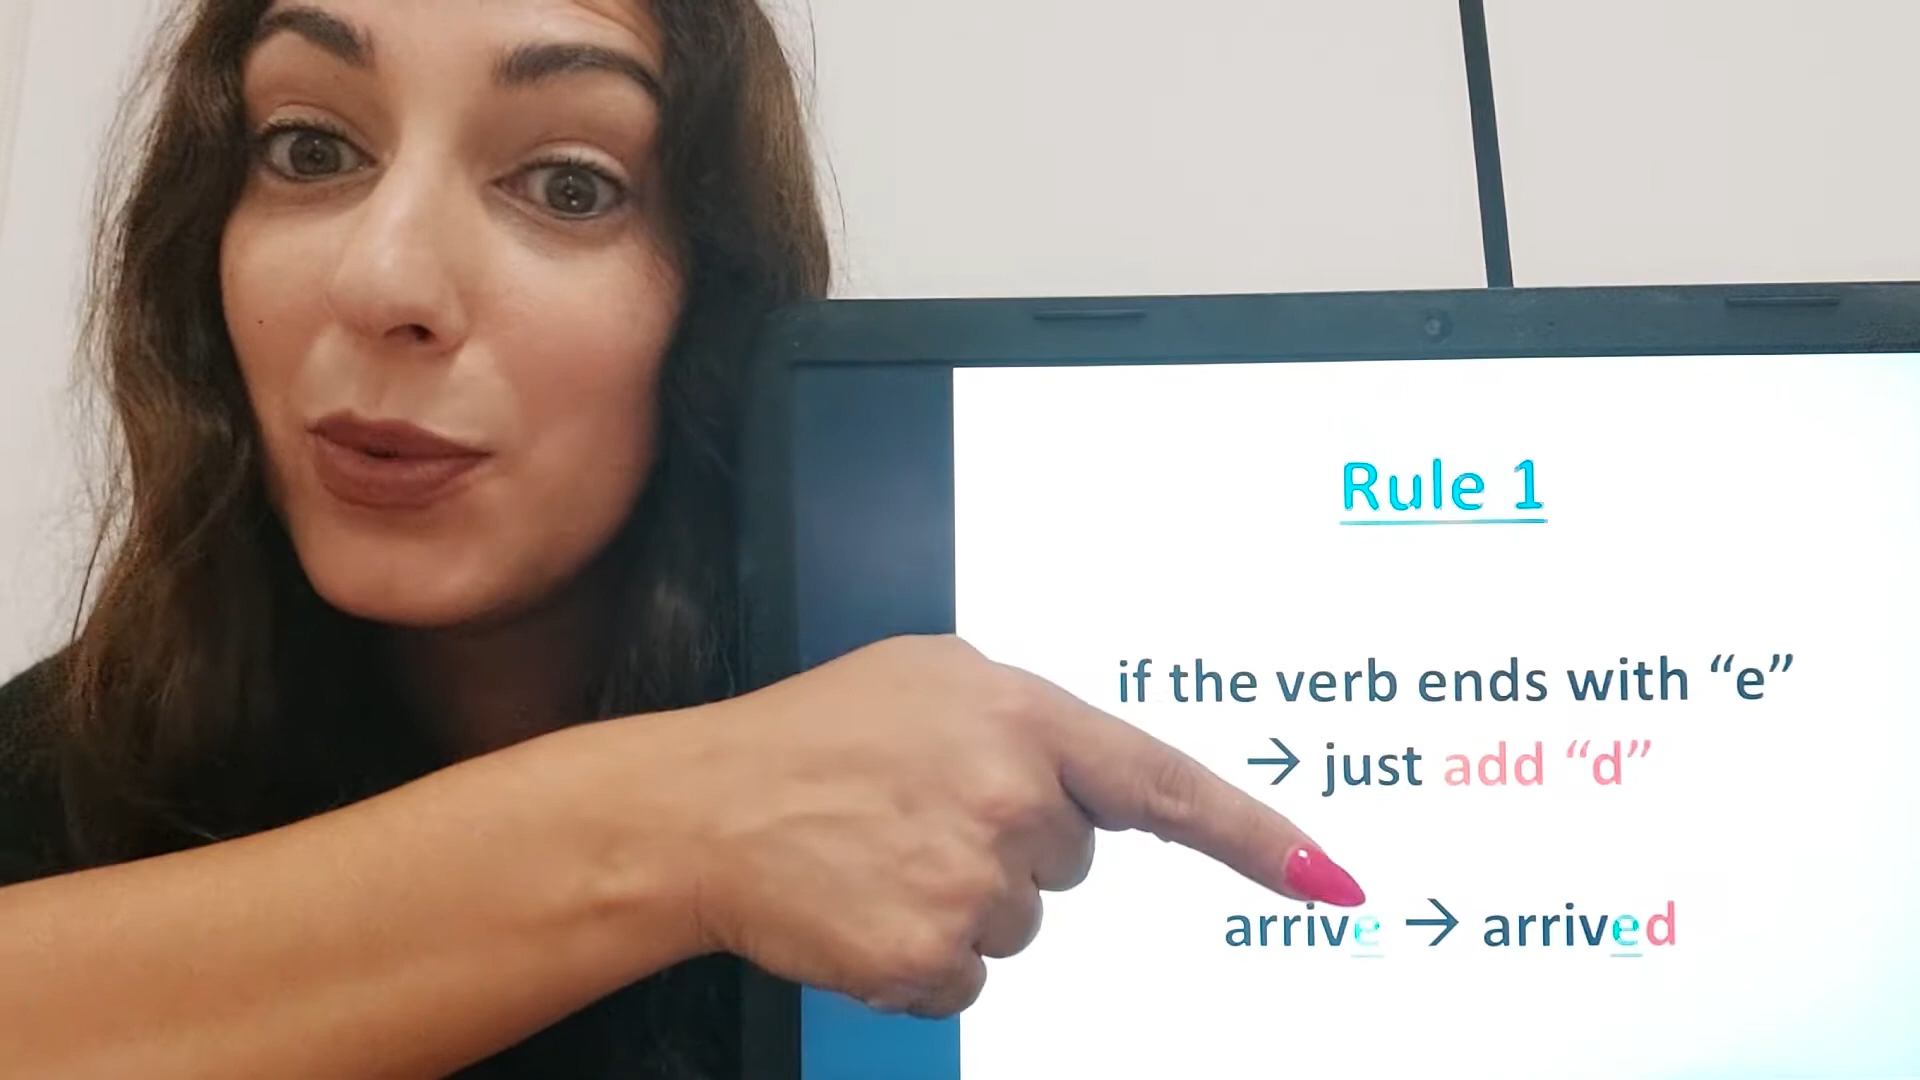 Rule 1
if the verb ends with “e”
→ just add “d”
arrive → arrived